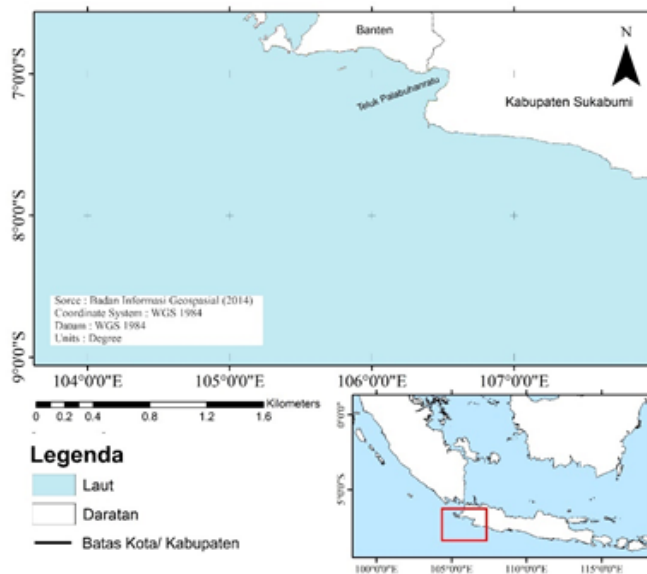 Banten
N
7°0'0"S
Teluk Palabuhanratu
Kabupaten Sukabumi
8°0'0"S
Sorce : Badan Informasi Geospasial (2014)
Coordinate System : WGS 1984
Datum : WGS 1984
Units : Degree
9°0'0"S
104°0'0"E
105°0'0"E
106°0'0"E
107°0'0"E
Kilometers
0 0.2 0.4 0.8 1.2 1.6
Legenda
Laut
Daratan
Batas Kota/ Kabupaten
0°0'0"
5°0'0"S
100°0'0"E
105°0'0"E
110°0'0"E
115°0'0"E